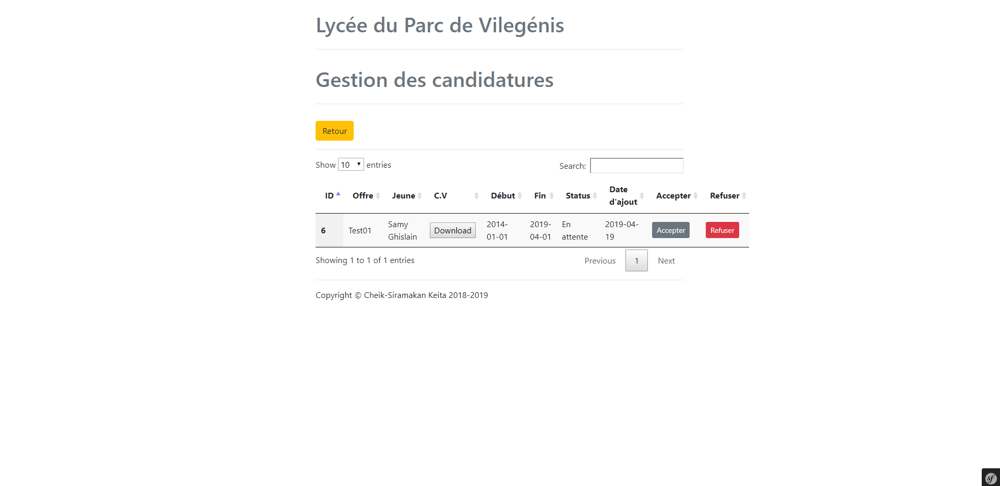 Lycée du Parc de Vilegénis
Gestion des candidatures
Retour
Show 10 entries
Search:
ID Offre Jeune C.V Début Fin Status Date d'ajout Accepter Refuser
6 Test01 Samy Ghislain Download 2014-01-01 2019-04-01 En attente 2019-04-19 Accepter Refuser
Showing 1 to 1 of 1 entries
Previous 1 Next
Copyright © Cheik-Siramakan Keita 2018-2019
sf